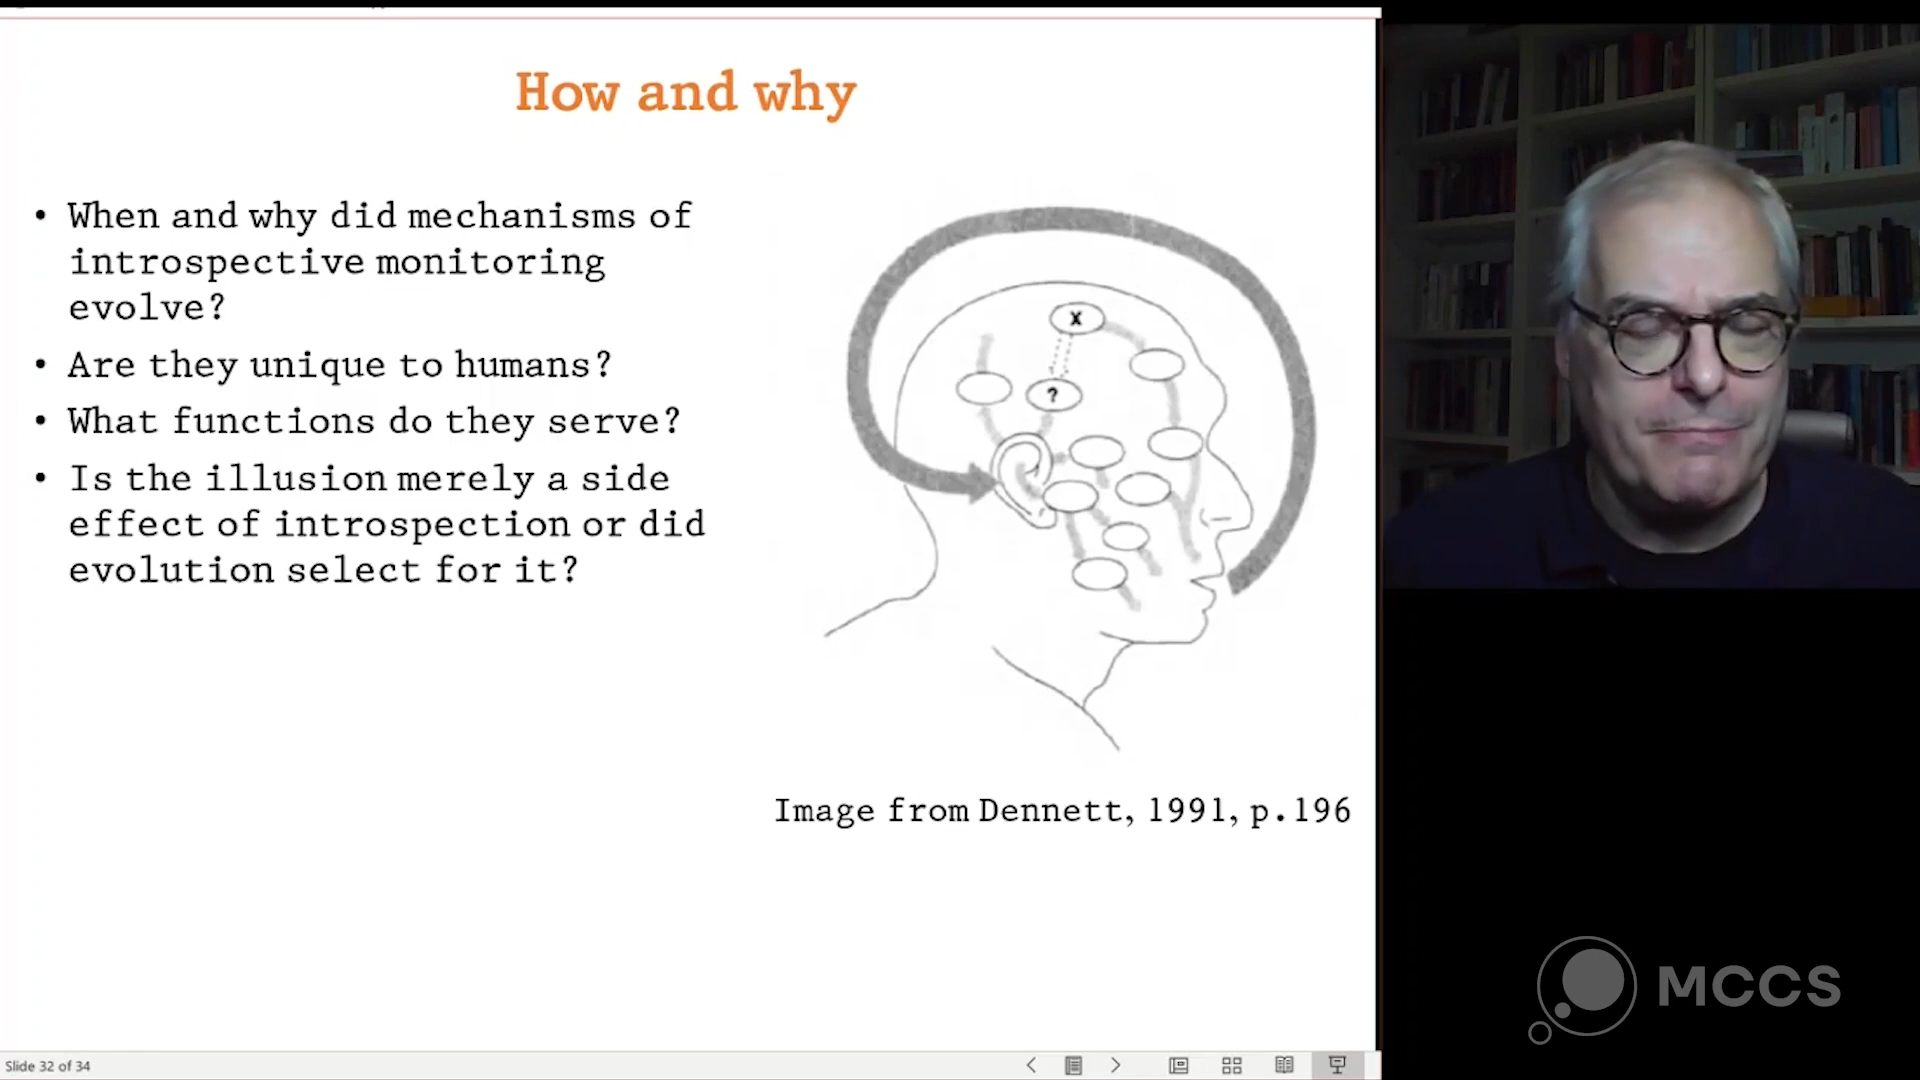 How and why
• When and why did mechanisms of
introspective monitoring
evolve?
• Are they unique to humans?
• What functions do they serve?
• Is the illusion merely a side
effect of introspection or did
evolution select for it?
X
?
Image from Dennett, 1991, p.196
MCCS
Slide 32 of 34